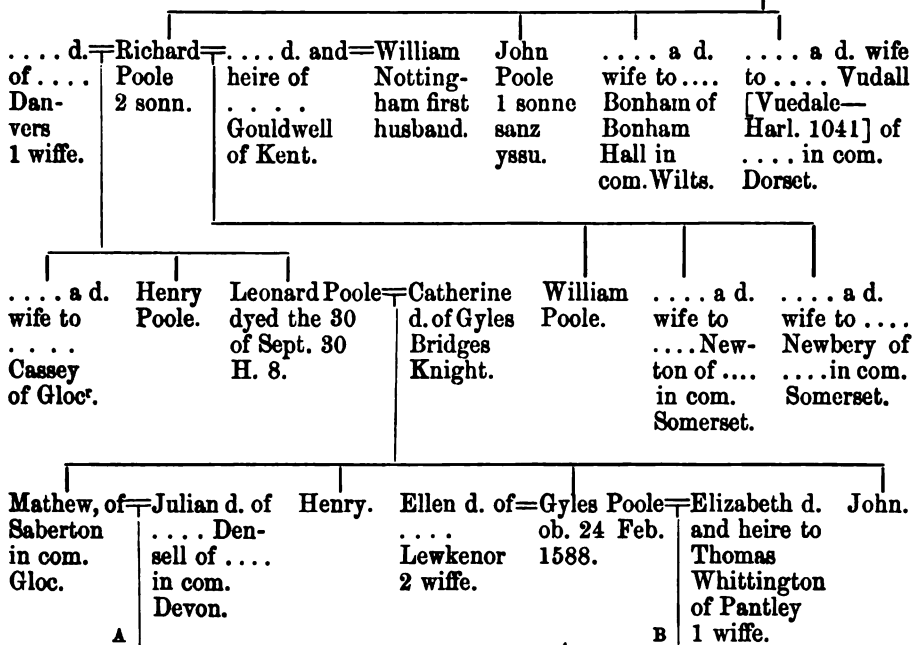 . . . . d.
of . . . .
Dan-
vers
1 wiffe.
Richard
Poole
2 sonn.
. . . . d. and
heire of
. . . .
Gouldwell
of Kent.
William
Notting-
ham first
husband.
John
Poole
1 sonne
sanz
yssu.
. . . . a d.
wife to . . . .
Bonham of
Bonham
Hall in
com. Wilts.
. . . . a d. wife
to . . . . Vudall
[Vuedale—
Harl. 1041] of
. . . . in com.
Dorset.
. . . . a d.
wife to
. . . .
Cassey
of Glocr.
Henry
Poole.
Leonard Poole
dyed the 30
of Sept. 30
H. 8.
Catherine
d. of Gyles
Bridges
Knight.
William
Poole.
. . . . a d.
wife to
. . . . New-
ton of . . . .
in com.
Somerset.
. . . . a d.
wife to . . . .
Newbery of
. . . . in com.
Somerset.
Mathew, of
Saberton
in com.
Gloc.
Julian d. of
. . . . Den-
sell of . . . .
in com.
Devon.
Henry.
Ellen d. of
. . . .
Lewkenor
2 wiffe.
Gyles Poole
ob. 24 Feb.
1588.
Elizabeth d.
and heire to
Thomas
Whittington
of Pantley
1 wiffe.
John.
A
B